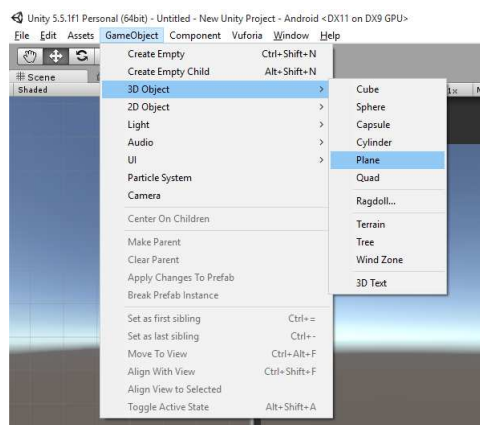 Unity 5.5.1f1 Personal (64bit) - Untitled - New Unity Project - Android <DX11 on DX9 GPU>
File Edit Assets GameObject Component Vuforia Window Help
Create Empty Ctrl+Shift+N
Create Empty Child Alt+Shift+N
# Scene
3D Object >
Shaded
2D Object >
Light >
Audio >
UI >
Particle System
Camera
Center On Children
Make Parent
Clear Parent
Apply Changes To Prefab
Break Prefab Instance
Set as first sibling Ctrl+=
Set as last sibling Ctrl+-
Move To View Ctrl+Alt+F
Align With View Ctrl+Shift+F
Align View to Selected
Toggle Active State Alt+Shift+A
Cube
Sphere
Capsule
Cylinder
Plane
Quad
Ragdoll...
Terrain
Tree
Wind Zone
3D Text
1x